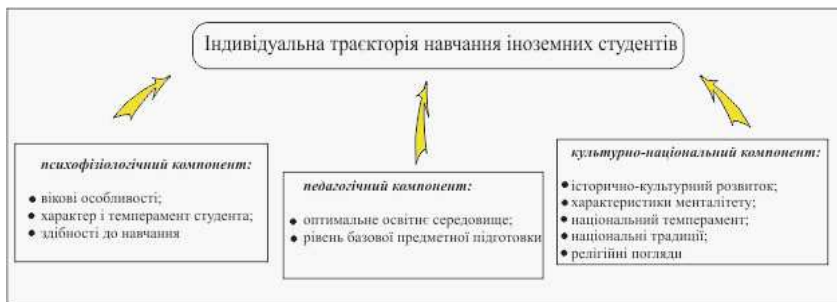 Індивідуальна траєкторія навчання іноземних студентів
психофізіологічний компонент:
● вікові особливості;
● характер і темперамент студента;
● здібності до навчання
педагогічний компонент:
● оптимальне освітнє середовище;
● рівень базової предметної підготовки
культурно-національний компонент:
● історично-культурний розвиток;
● характеристики менталітету;
● національний темперамент;
● національні традиції;
● релігійні погляди